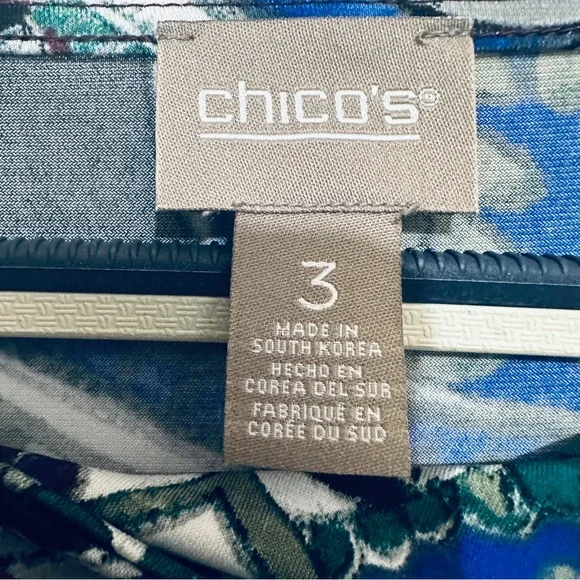 chico's®
3
MADE IN
SOUTH KOREA
HECHO EN
COREA DEL SUR
FABRIQUÉ EN
CORÉE DU SUD